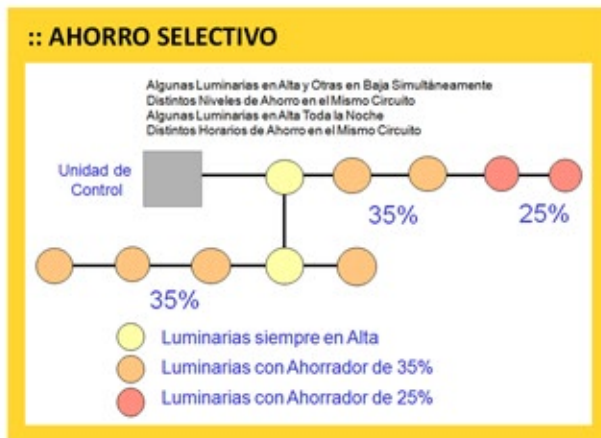 :: AHORRO SELECTIVO
Algunas Luminarias en Alta y Otras en Baja Simultáneamente
Distintos Niveles de Ahorro en el Mismo Circuito
Algunas Luminarias en Alta Toda la Noche
Distintos Horarios de Ahorro en el Mismo Circuito
Unidad de
Control
35%
25%
35%
Luminarias siempre en Alta
Luminarias con Ahorrador de 35%
Luminarias con Ahorrador de 25%